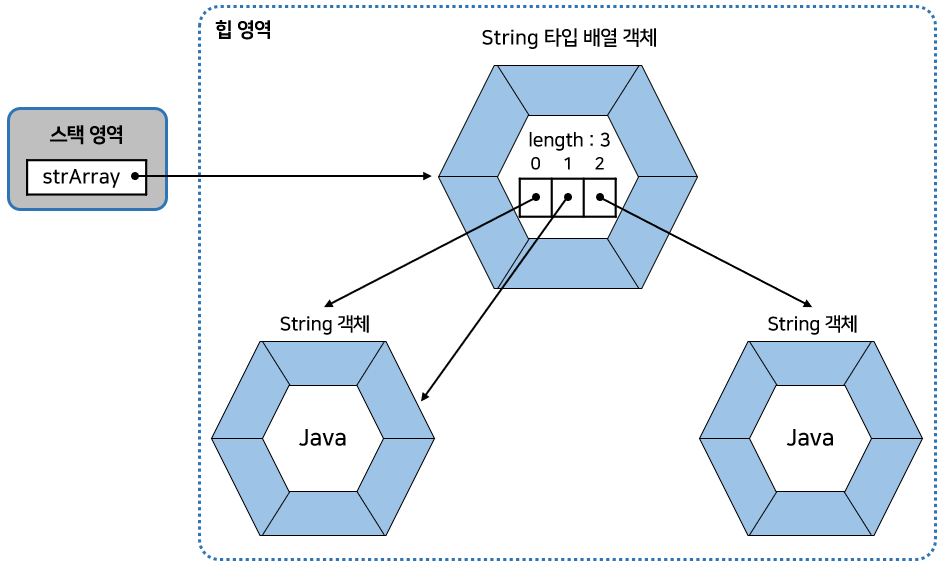 힙 영역
String 타입 배열 객체
스택 영역
strArray
length : 3
0 1 2
String 객체
String 객체
Java
Java